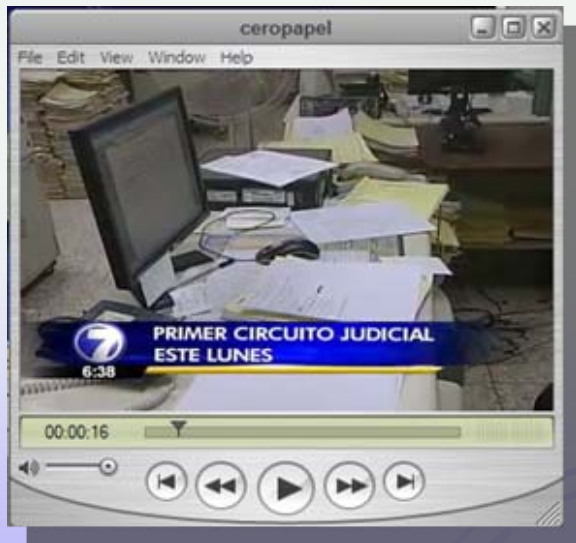 ceropapel
File Edit View Window Help
7
PRIMER CIRCUITO JUDICIAL
ESTE LUNES
6:38
00:00:16